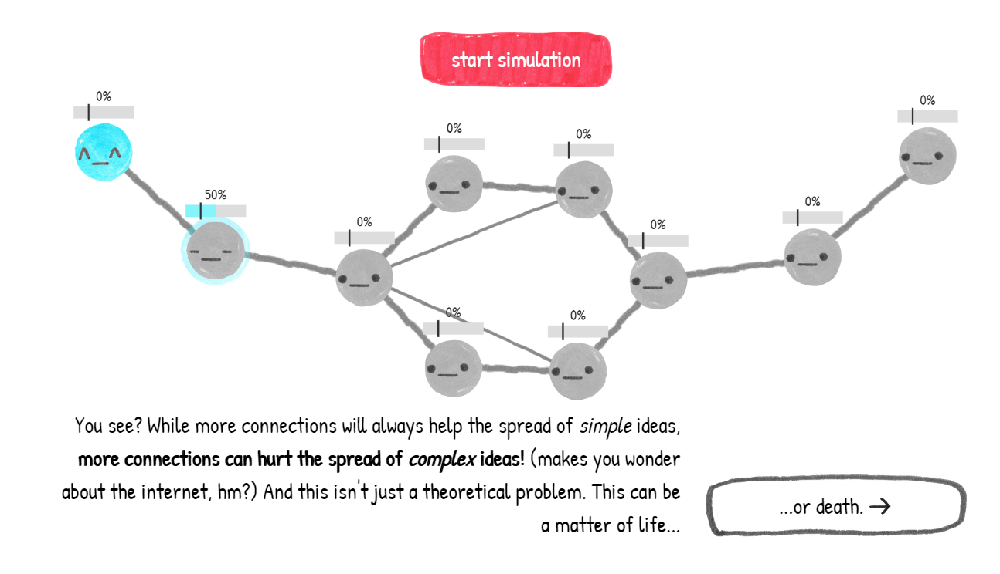 start simulation
0%
0%
0%
0%
50%
0%
0%
0%
0%
0%
You see? While more connections will always help the spread of simple ideas,
more connections can hurt the spread of complex ideas! (makes you wonder
about the internet, hm?) And this isn't just a theoretical problem. This can be
a matter of life...
...or death. →